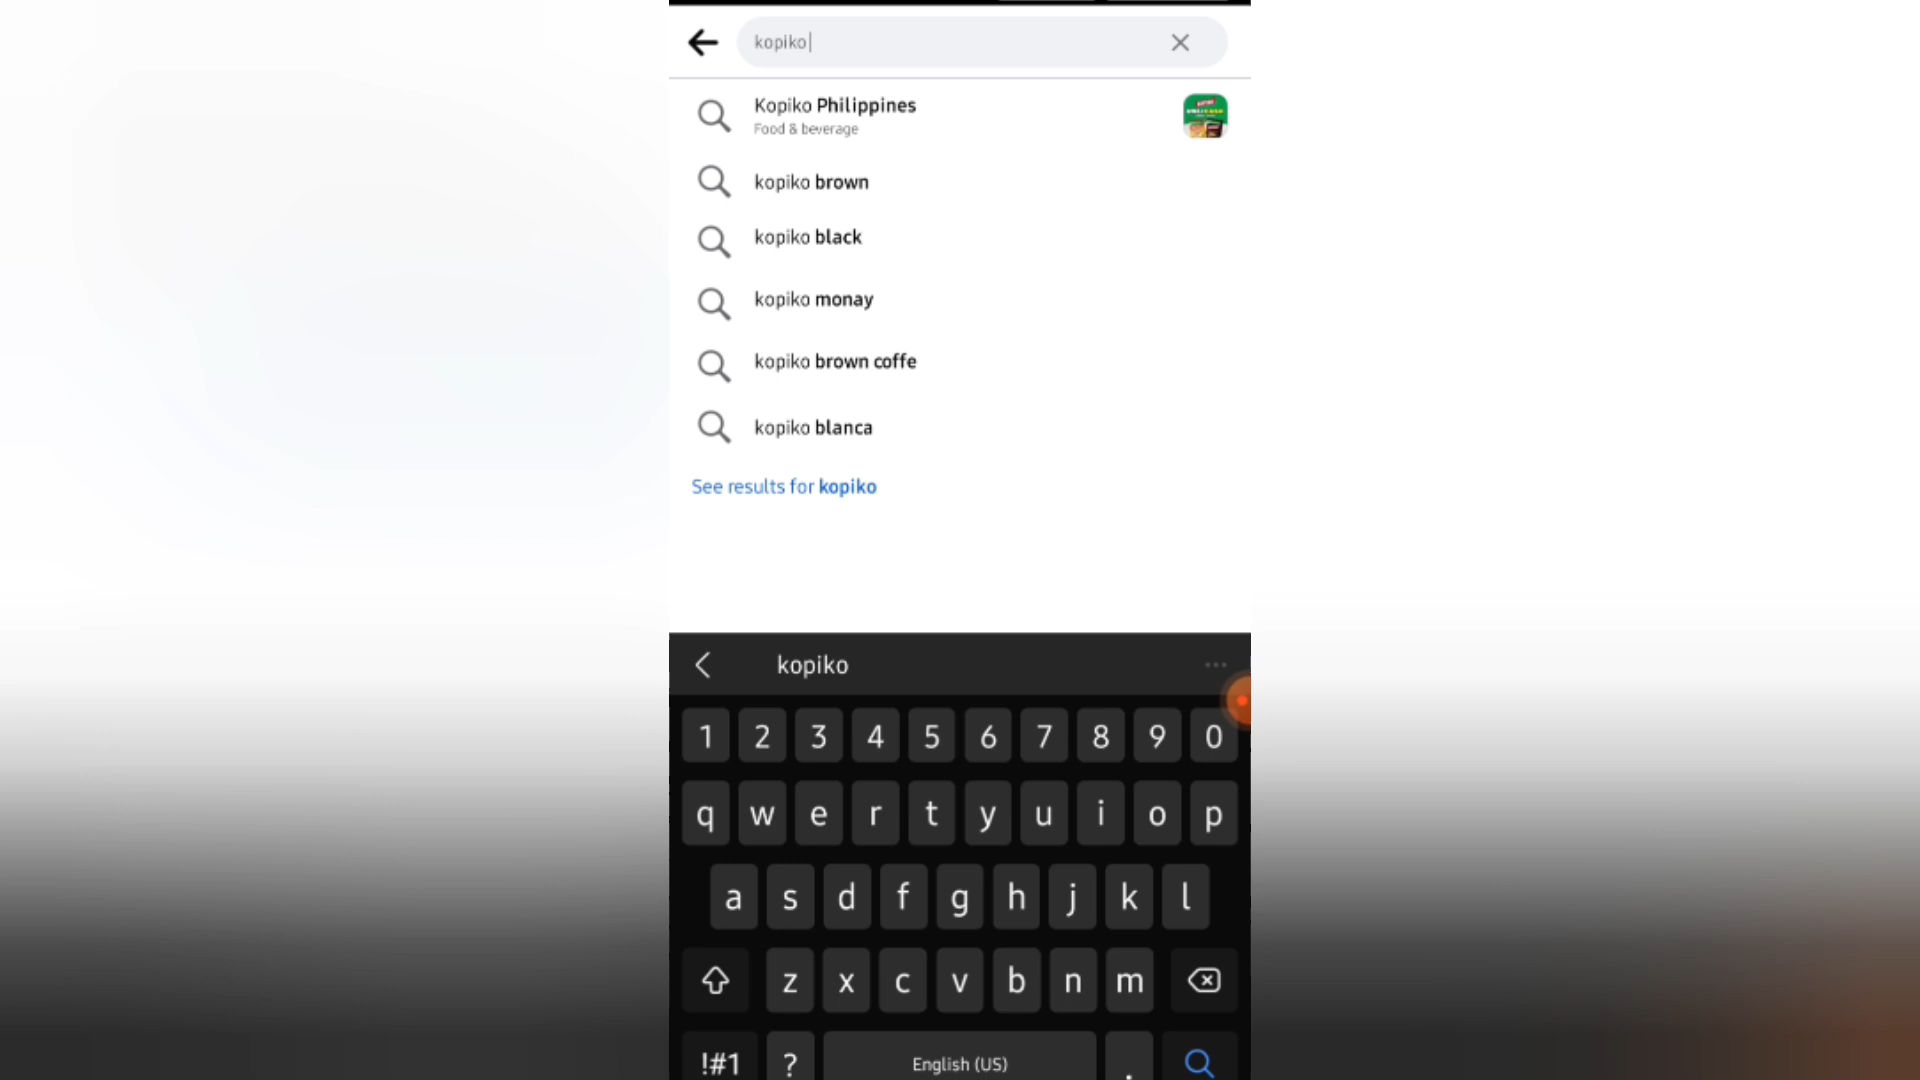 kopiko
Kopiko Philippines
Food & beverage
kopiko brown
kopiko black
kopiko monay
kopiko brown coffe
kopiko blanca
See results for kopiko
kopiko
1 2 3 4 5 6 7 8 9 0
q w e r t y u i o p
a s d f g h j k l
z x c v b n m
!#1 ? English (US) .